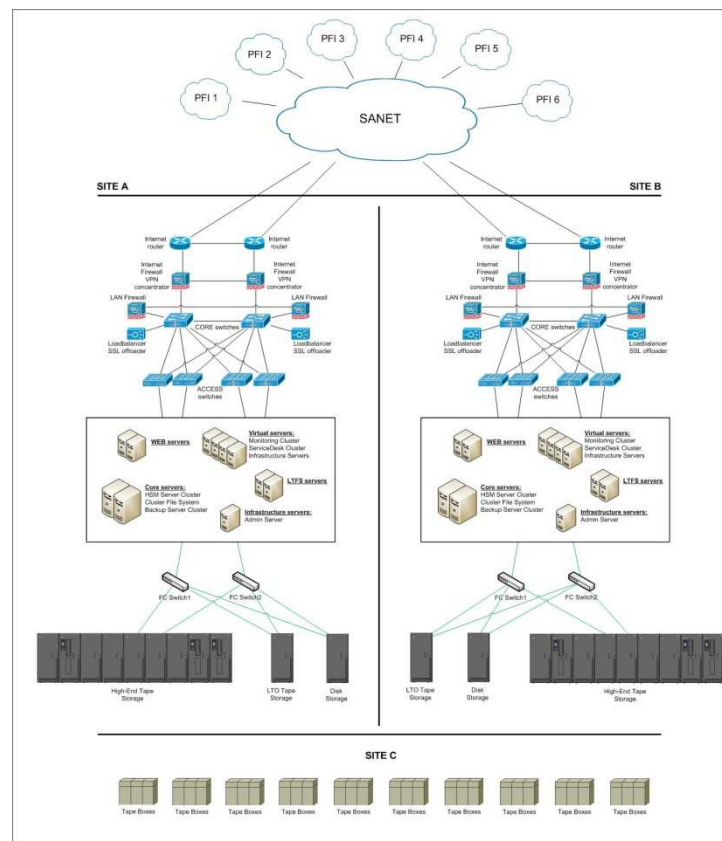 PFI 1
PFI 2
PFI 3
PFI 4
PFI 5
PFI 6
SANET
SITE A
SITE B
Internet
router
Internet
router
Internet
Firewall
VPN
concentrator
Internet
Firewall
VPN
concentrator
LAN Firewall
LAN Firewall
CORE switches
Loadbalancer
SSL offloader
Loadbalancer
SSL offloader
ACCESS
switches
WEB servers
Virtual servers:
Monitoring Cluster
ServiceDesk Cluster
Infrastructure Servers
LTFS servers
Core servers:
HSM Server Cluster
Cluster File System
Backup Server Cluster
Infrastructure servers:
Admin Server
FC Switch1
FC Switch2
High-End Tape
Storage
LTO Tape
Storage
Disk
Storage
Internet
router
Internet
router
Internet
Firewall
VPN
concentrator
Internet
Firewall
VPN
concentrator
LAN Firewall
LAN Firewall
CORE switches
Loadbalancer
SSL offloader
Loadbalancer
SSL offloader
ACCESS
switches
WEB servers
Virtual servers:
Monitoring Cluster
ServiceDesk Cluster
Infrastructure Servers
LTFS servers
Core servers:
HSM Server Cluster
Cluster File System
Backup Server Cluster
Infrastructure servers:
Admin Server
FC Switch1
FC Switch2
LTO Tape
Storage
Disk
Storage
High-End Tape
Storage
SITE C
Tape Boxes
Tape Boxes
Tape Boxes
Tape Boxes
Tape Boxes
Tape Boxes
Tape Boxes
Tape Boxes
Tape Boxes
Tape Boxes